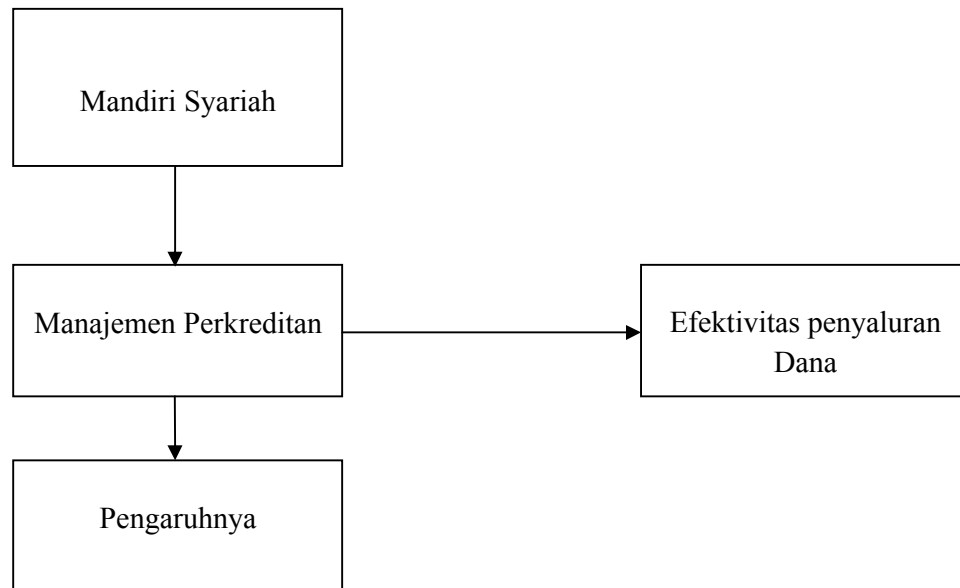 Mandiri Syariah
Manajemen Perkreditan
Efektivitas penyaluran
Dana
Pengaruhnya